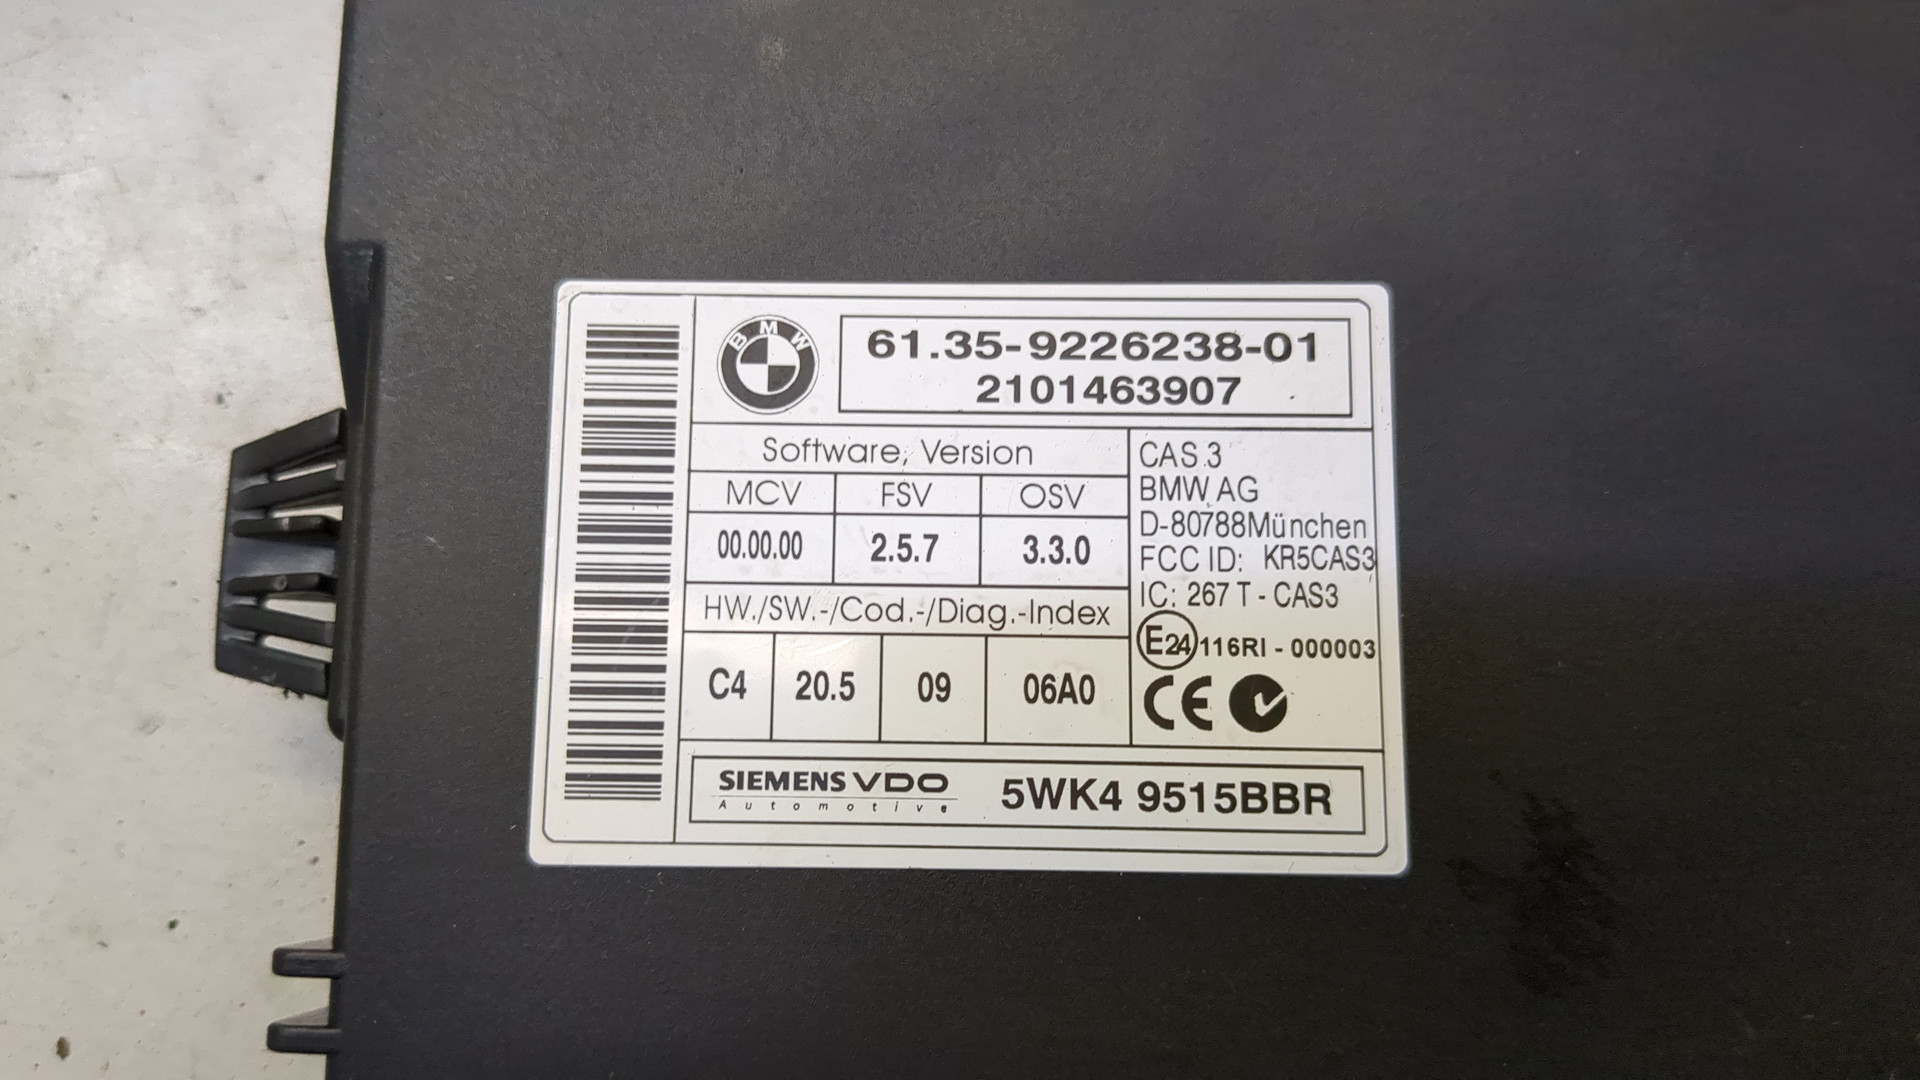 BMW
61.35-9226238-01
2101463907
Software, Version
MCV FSV OSV
00.00.00 2.5.7 3.3.0
HW./SW.-/Cod.-/Diag.-Index
C4 20.5 09 06A0
CAS 3
BMW AG
D-80788München
FCC ID: KR5CAS3
IC: 267 T - CAS3
E24 116RI - 000003
CE
SIEMENS VDO
Automotive
5WK4 9515BBR